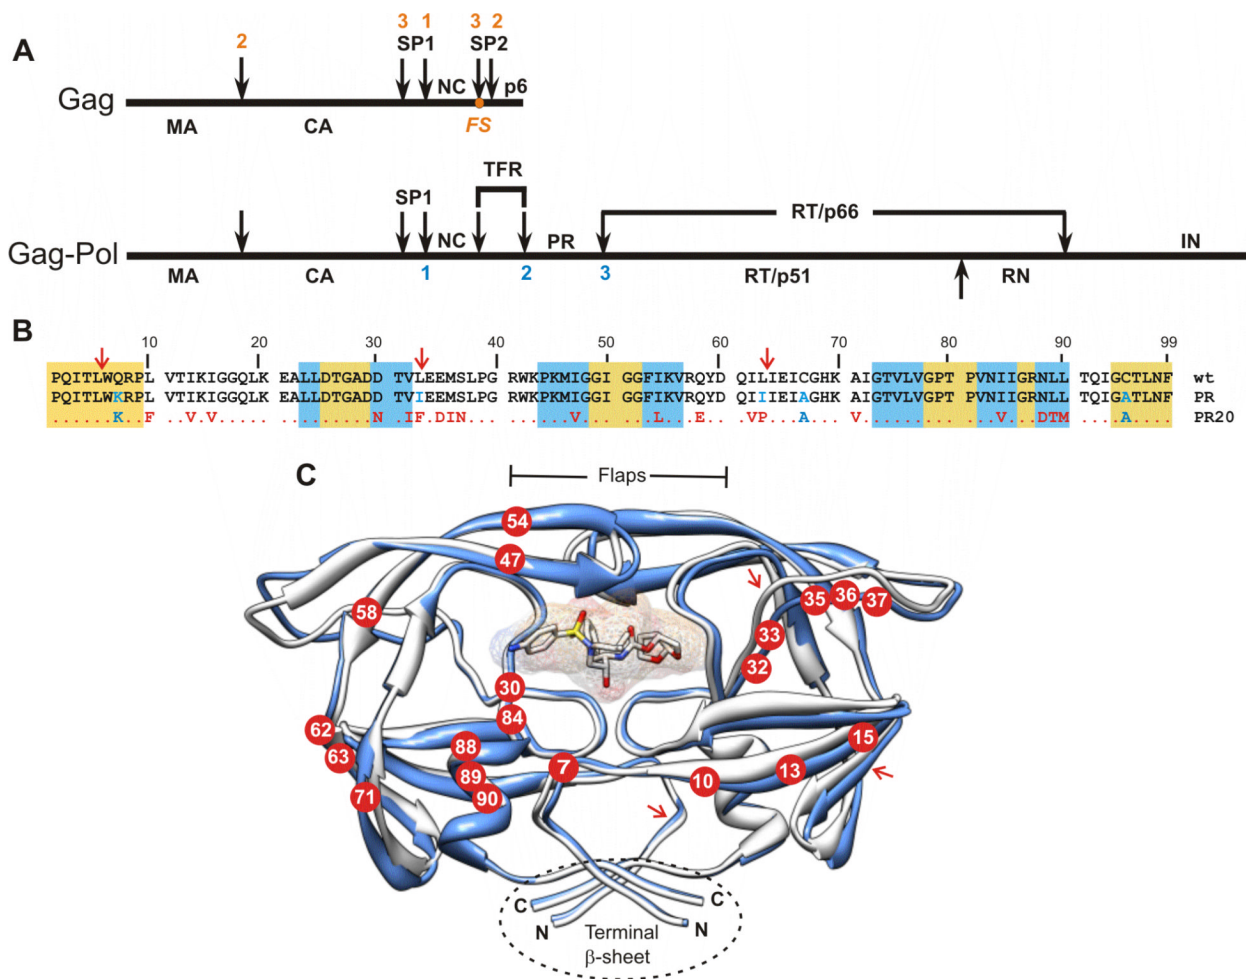 A
2
3 1
3 2
SP1
SP2
NC
p6
Gag
MA
CA
FS
TFR
SP1
RT/p66
NC
PR
IN
Gag-Pol
MA
CA
1
2
3
RT/p51
RN
B
10 20 30 40 50 60 70 80 90 99
PQITLWQRPL VTIKIGGQLK EALLDTGADD TVLEEMSLPG RWKPKMIGGI GGFIKVRQYD QILIEICGHK AIGTVLVGPT PVNIIGRNLL TQIGCTLNF wt
PQITLWKRPL VTIKIGGQLK EALLDTGADD TVIEEMSLPG RWKPKMIGGI GGFIKVRQYD QIIIEIAGHK AIGTVLVGPT PVNIIGRNLL TQIGATLNF PR
......K..F ..V.V..... .........N .IF.DIN... ......V... ...L...E.. .VP...A... V......... ...V...DTM ....A.... PR20
C
Flaps
54
47
58
35
36
37
33
32
30
84
62
63
88
89
90
71
7
10
13
15
C
C
N
N
Terminal
β-sheet